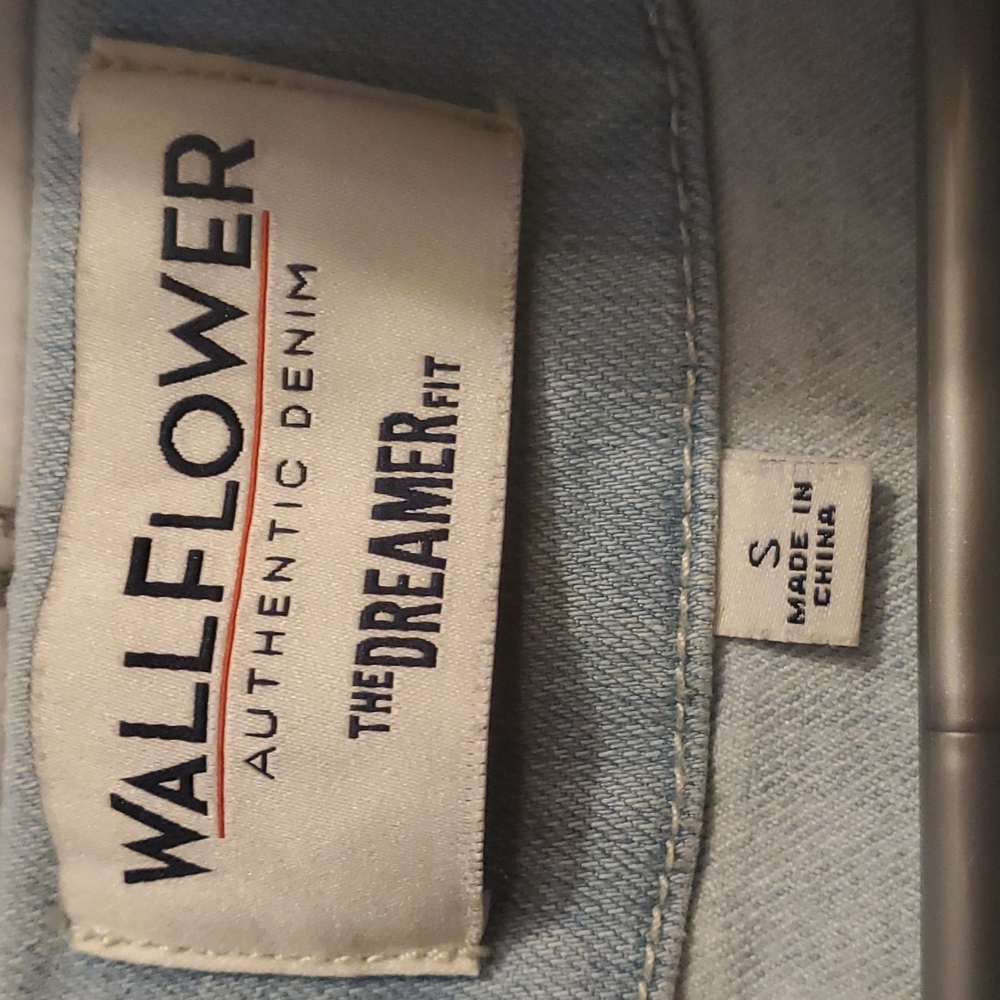 WALLFLOWER
AUTHENTIC DENIM
THE DREAMER FIT
S
MADE IN
CHINA